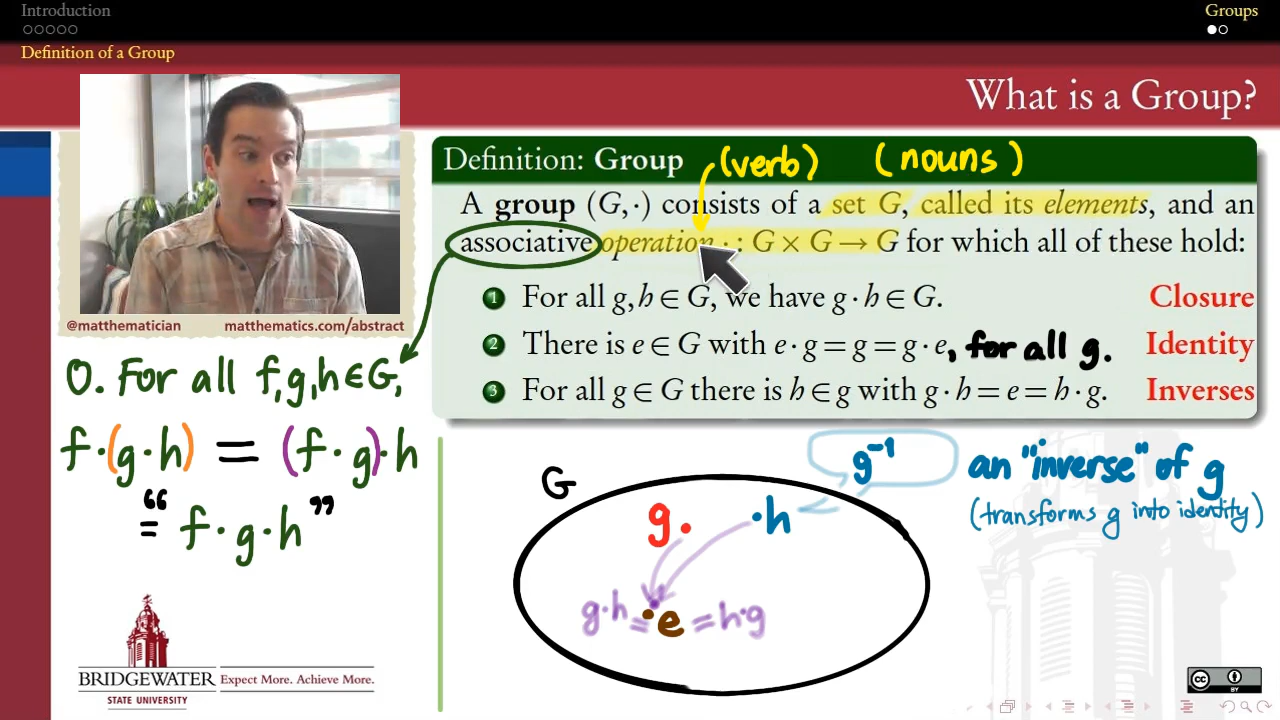 Introduction
Groups
Definition of a Group
What is a Group?
Definition: Group
(verb) (nouns)
A group (G, ·) consists of a set G, called its elements, and an
associative operation · : G × G → G for which all of these hold:
1 For all g, h ∈ G, we have g · h ∈ G. Closure
2 There is e ∈ G with e · g = g = g · e, for all g. Identity
3 For all g ∈ G there is h ∈ g with g · h = e = h · g. Inverses
@matthematician matthematics.com/abstract
0. For all f,g,h∈G,
f·(g·h) = (f·g)·h
= "f·g·h"
G
g. ·h
g⁻¹
an "inverse" of g
(transforms g into identity)
g·h = ·e = h·g
BRIDGEWATER
STATE UNIVERSITY
Expect More. Achieve More.
CC
BY